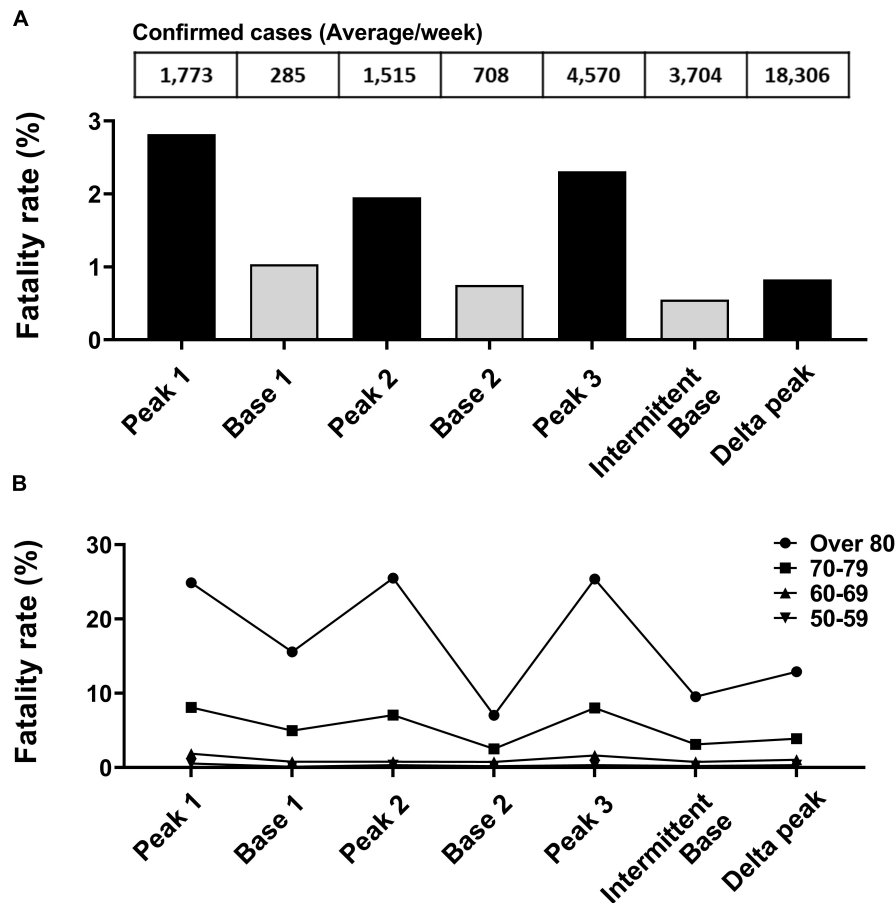 A
Confirmed cases (Average/week)
1,773 285 1,515 708 4,570 3,704 18,306
Fatality rate (%)
3
2
1
0
Peak 1
Base 1
Peak 2
Base 2
Peak 3
Intermittent
Base
Delta peak
B
Fatality rate (%)
30
20
10
0
Over 80
70-79
60-69
50-59
Peak 1
Base 1
Peak 2
Base 2
Peak 3
Intermittent
Base
Delta peak